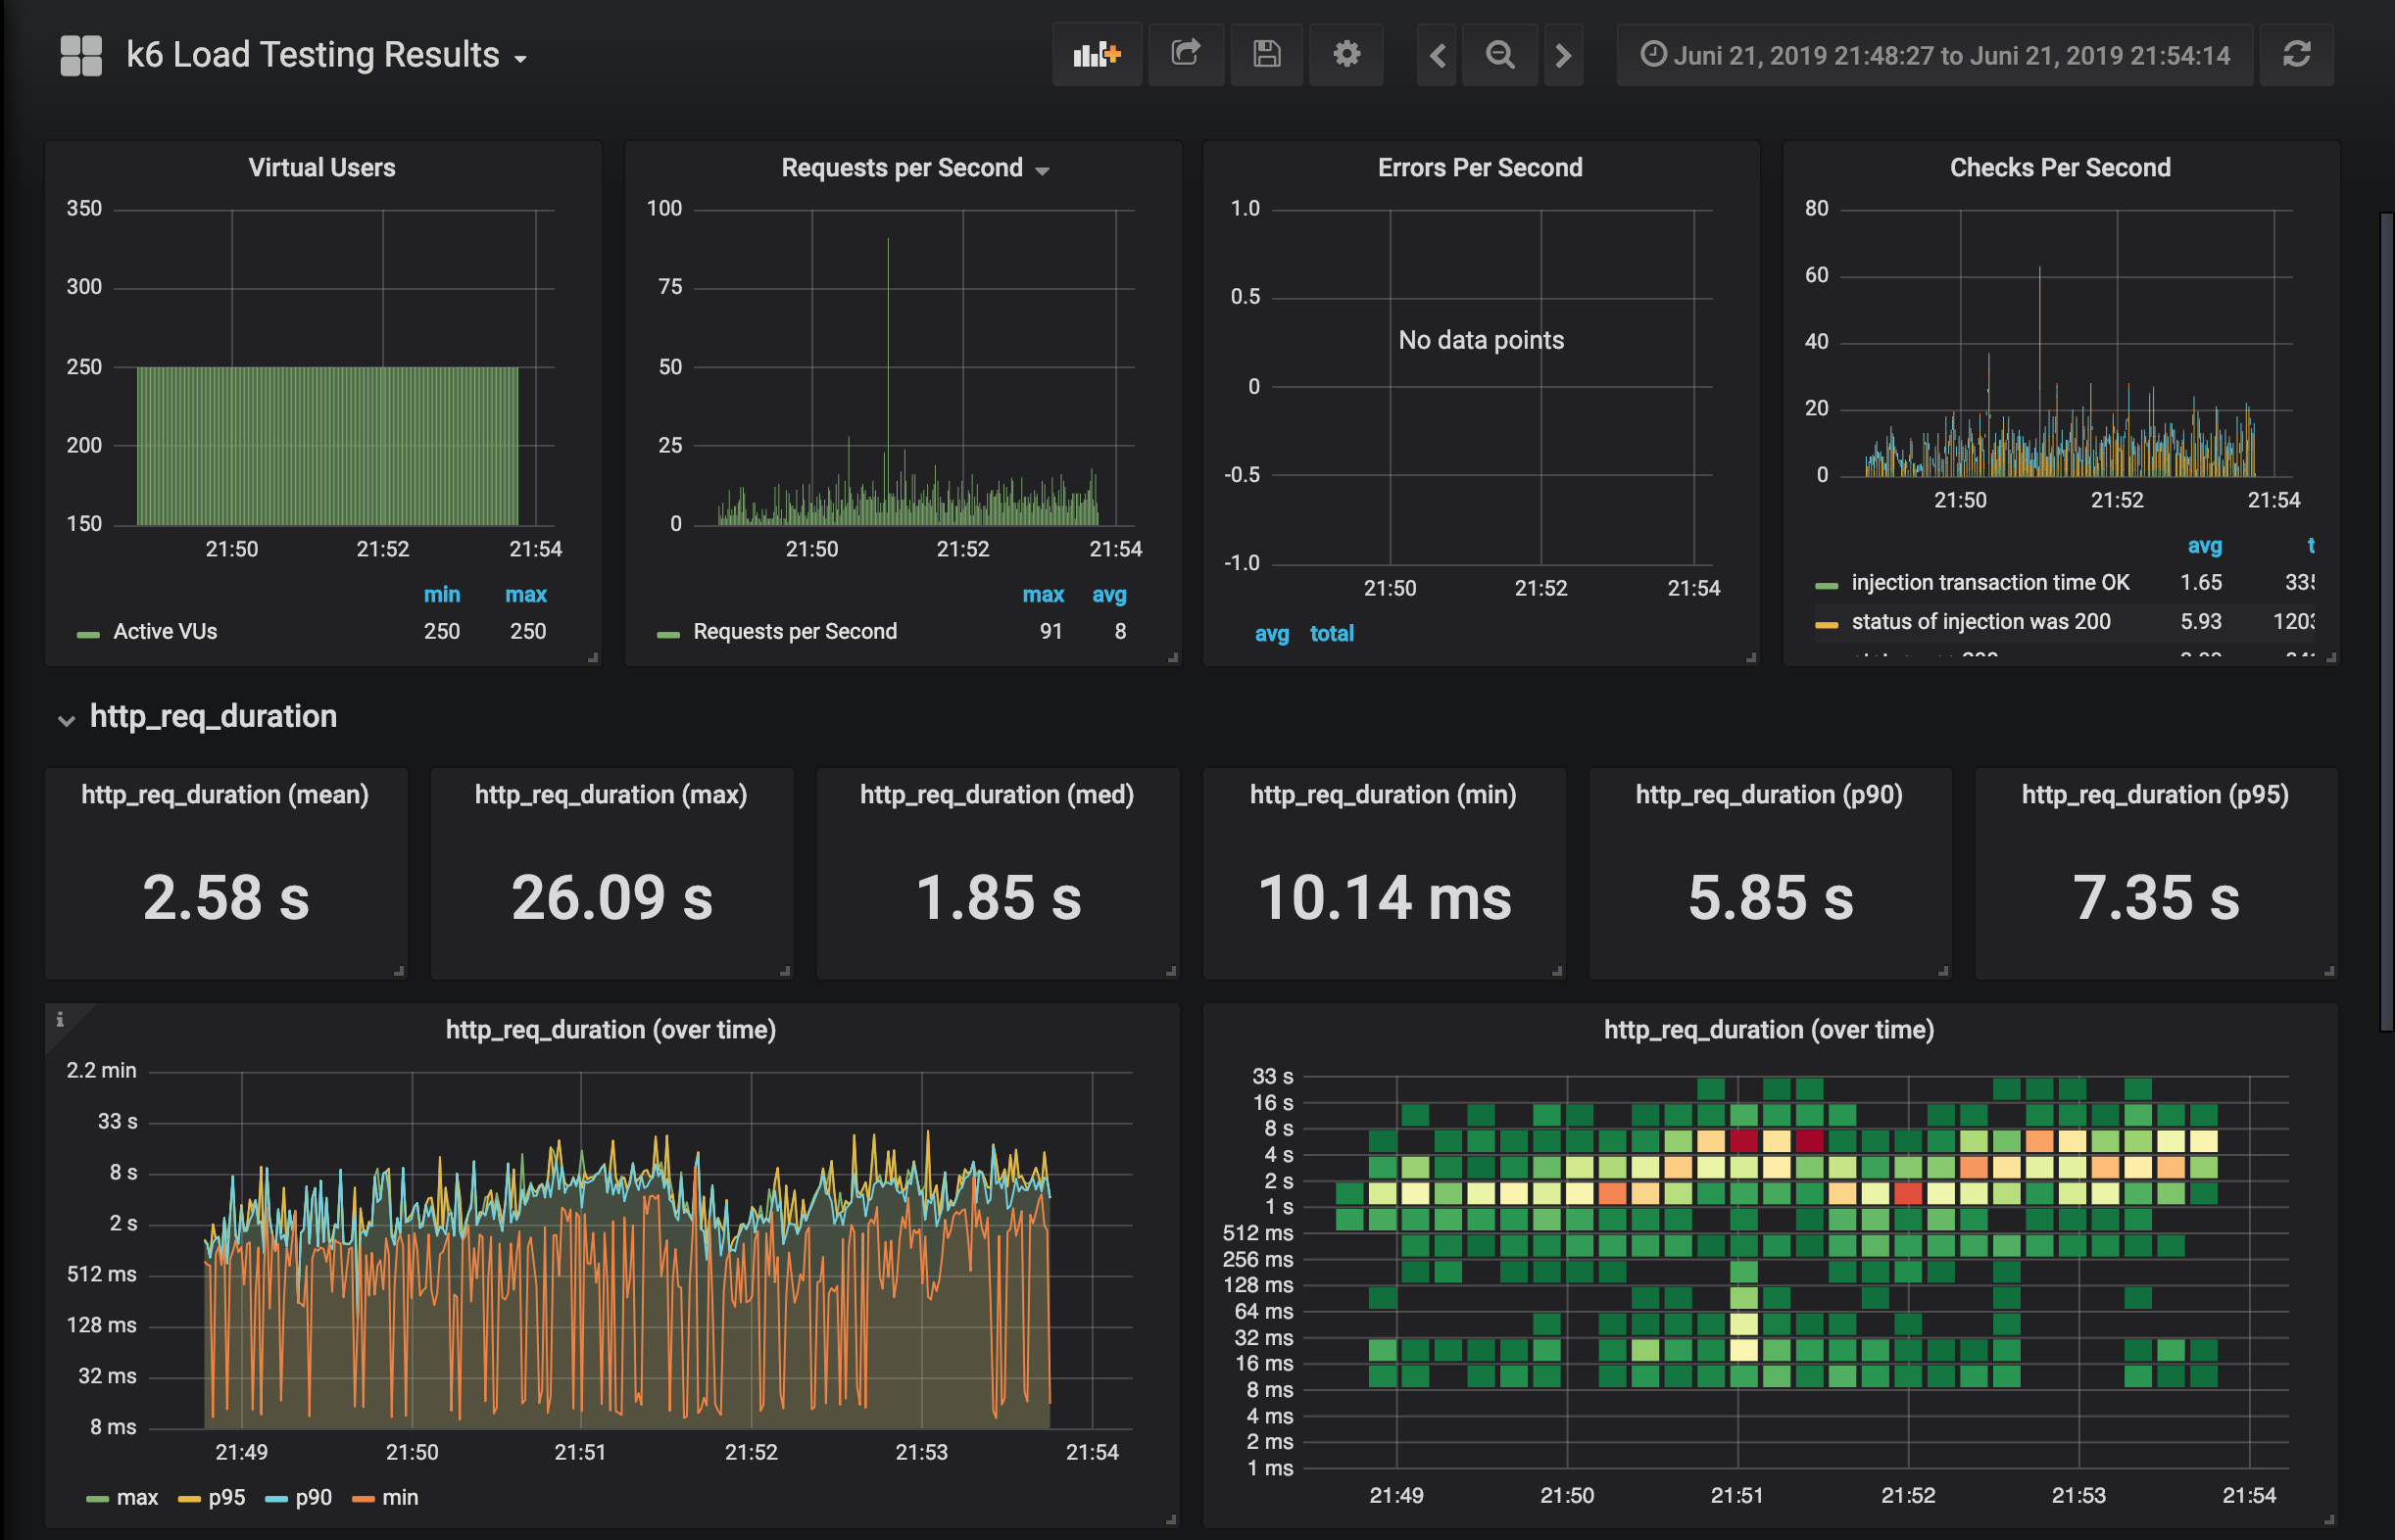 k6 Load Testing Results
Juni 21, 2019 21:48:27 to Juni 21, 2019 21:54:14
Virtual Users
350
300
250
200
150
21:50 21:52 21:54
min max
Active VUs 250 250
Requests per Second
100
75
50
25
0
21:50 21:52 21:54
max avg
Requests per Second 91 8
Errors Per Second
1.0
0.5
0
-0.5
-1.0
No data points
21:50 21:52 21:54
avg total
Checks Per Second
80
60
40
20
0
21:50 21:52 21:54
avg t
injection transaction time OK 1.65 335
status of injection was 200 5.93 1203
http_req_duration
http_req_duration (mean)
2.58 s
http_req_duration (max)
26.09 s
http_req_duration (med)
1.85 s
http_req_duration (min)
10.14 ms
http_req_duration (p90)
5.85 s
http_req_duration (p95)
7.35 s
i
http_req_duration (over time)
2.2 min
33 s
8 s
2 s
512 ms
128 ms
32 ms
8 ms
21:49 21:50 21:51 21:52 21:53 21:54
max p95 p90 min
http_req_duration (over time)
33 s
16 s
8 s
4 s
2 s
1 s
512 ms
256 ms
128 ms
64 ms
32 ms
16 ms
8 ms
4 ms
2 ms
1 ms
21:49 21:50 21:51 21:52 21:53 21:54